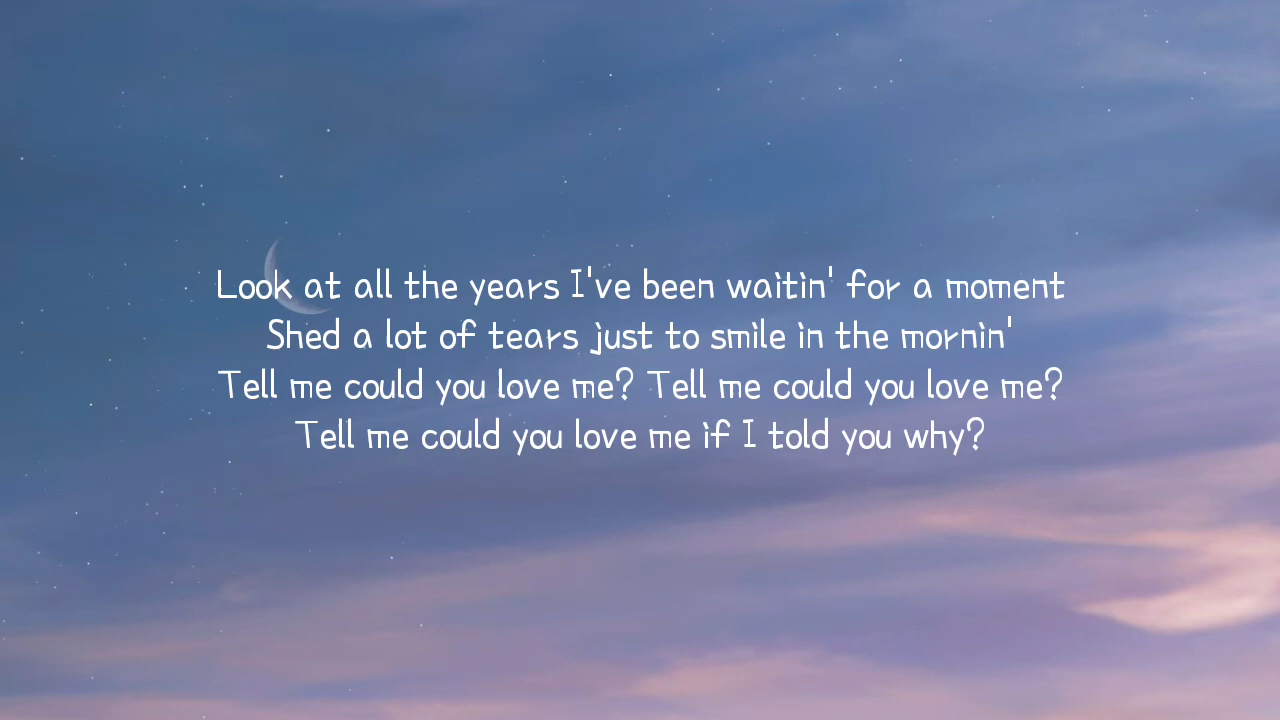 Look at all the years I've been waitin' for a moment
Shed a lot of tears just to smile in the mornin'
Tell me could you love me? Tell me could you love me?
Tell me could you love me if I told you why?